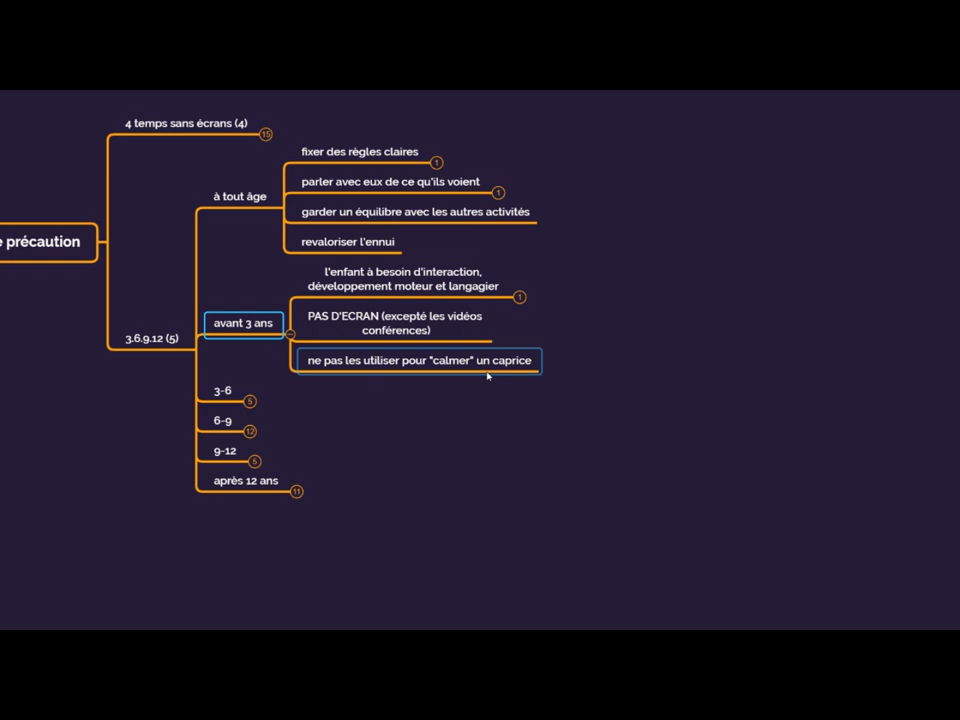 4 temps sans écrans (4)
15
fixer des règles claires
1
parler avec eux de ce qu'ils voient
1
à tout âge
garder un équilibre avec les autres activités
revaloriser l'ennui
e précaution
l'enfant à besoin d'interaction,
développement moteur et langagier
1
avant 3 ans
PAS D'ECRAN (excepté les vidéos
conférences)
3.6.9.12 (5)
ne pas les utiliser pour "calmer" un caprice
3-6
5
6-9
12
9-12
5
après 12 ans
11